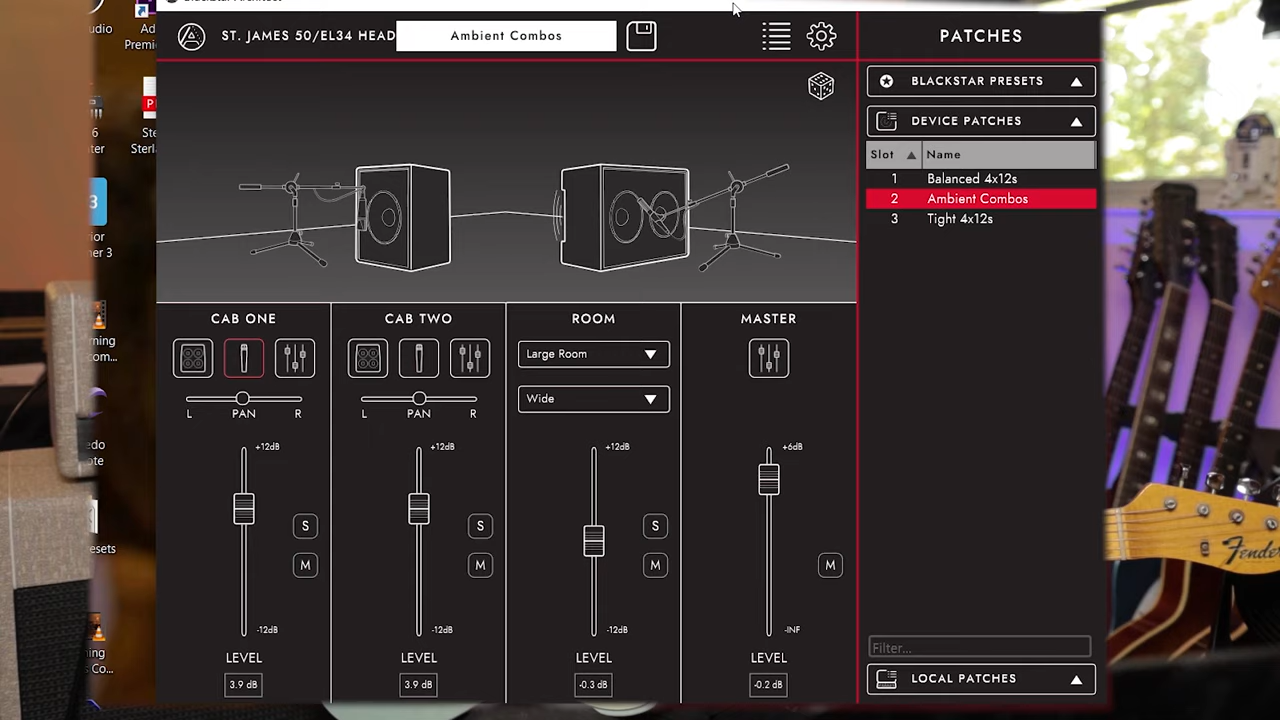 ST. JAMES 50/EL34 HEAD
Ambient Combos
PATCHES
BLACKSTAR PRESETS
DEVICE PATCHES
Slot Name
1 Balanced 4x12s
2 Ambient Combos
3 Tight 4x12s
CAB ONE
CAB TWO
ROOM
MASTER
Large Room
Wide
L PAN R
L PAN R
+12dB
+12dB
+12dB
+6dB
S
S
S
M
M
M
M
-12dB
-12dB
-12dB
-INF
LEVEL
LEVEL
LEVEL
LEVEL
3.9 dB
3.9 dB
-0.3 dB
-0.2 dB
Filter...
LOCAL PATCHES
Fender